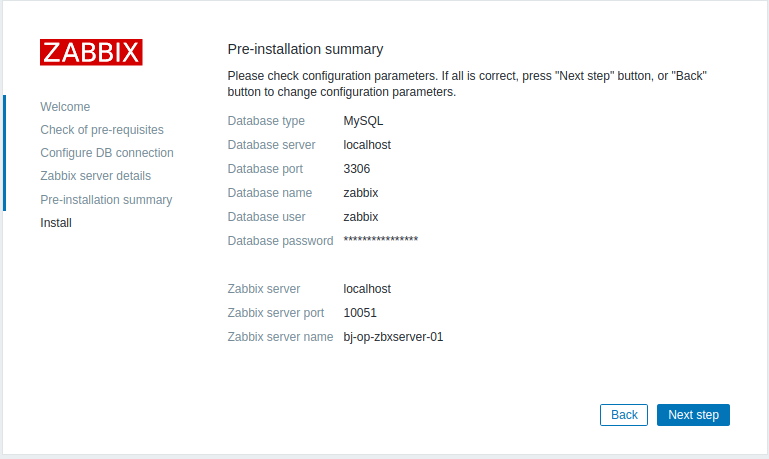 ZABBIX
Welcome
Check of pre-requisites
Configure DB connection
Zabbix server details
Pre-installation summary
Install
Pre-installation summary
Please check configuration parameters. If all is correct, press "Next step" button, or "Back"
button to change configuration parameters.
Database type MySQL
Database server localhost
Database port 3306
Database name zabbix
Database user zabbix
Database password ****************
Zabbix server localhost
Zabbix server port 10051
Zabbix server name bj-op-zbxserver-01
Back Next step